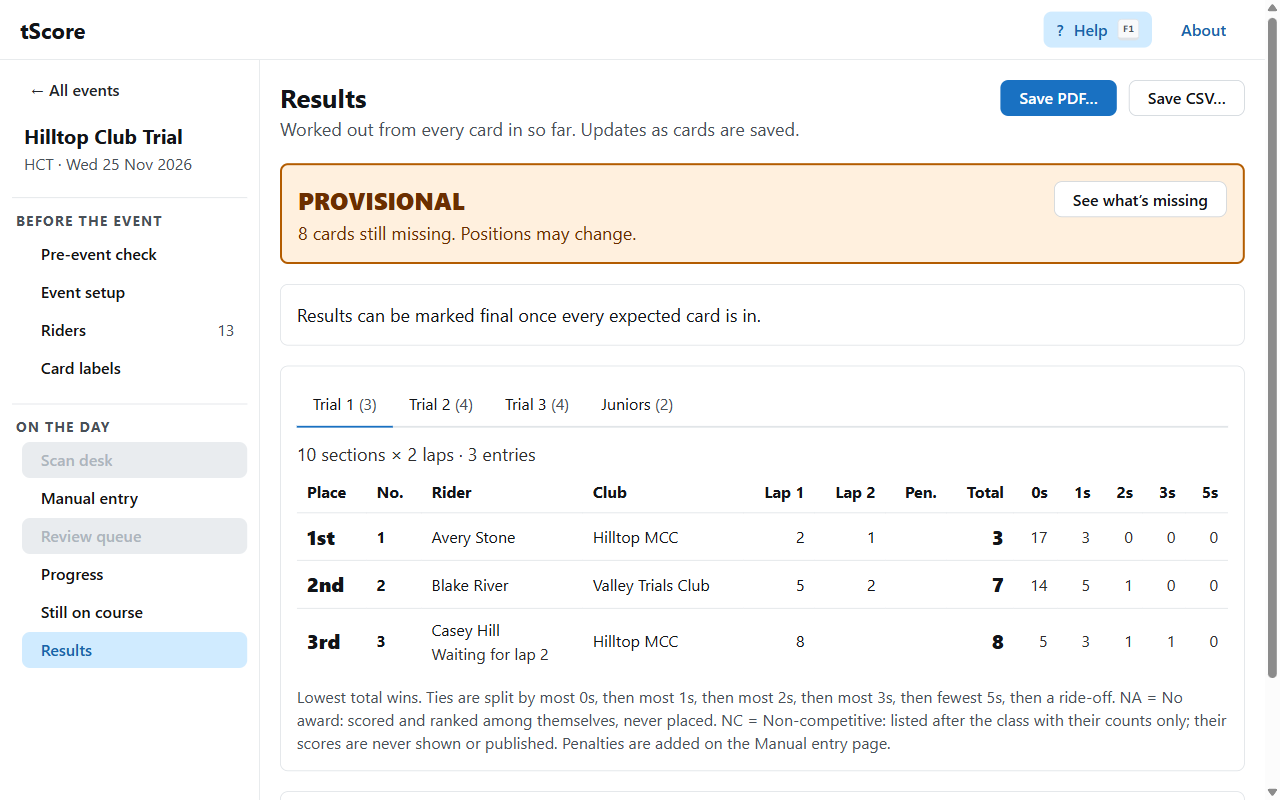 tScore
? Help F1
About
← All events
Hilltop Club Trial
HCT · Wed 25 Nov 2026
BEFORE THE EVENT
Pre-event check
Event setup
Riders 13
Card labels
ON THE DAY
Scan desk
Manual entry
Review queue
Progress
Still on course
Results
Results
Worked out from every card in so far. Updates as cards are saved.
Save PDF...
Save CSV...
PROVISIONAL
8 cards still missing. Positions may change.
See what's missing
Results can be marked final once every expected card is in.
Trial 1 (3) Trial 2 (4) Trial 3 (4) Juniors (2)
10 sections × 2 laps · 3 entries
Place No. Rider Club Lap 1 Lap 2 Pen. Total 0s 1s 2s 3s 5s
1st 1 Avery Stone Hilltop MCC 2 1 3 17 3 0 0 0
2nd 2 Blake River Valley Trials Club 5 2 7 14 5 1 0 0
3rd 3 Casey Hill Hilltop MCC 8 8 5 3 1 1 0
Waiting for lap 2
Lowest total wins. Ties are split by most 0s, then most 1s, then most 2s, then most 3s, then fewest 5s, then a ride-off. NA = No
award: scored and ranked among themselves, never placed. NC = Non-competitive: listed after the class with their counts only; their
scores are never shown or published. Penalties are added on the Manual entry page.